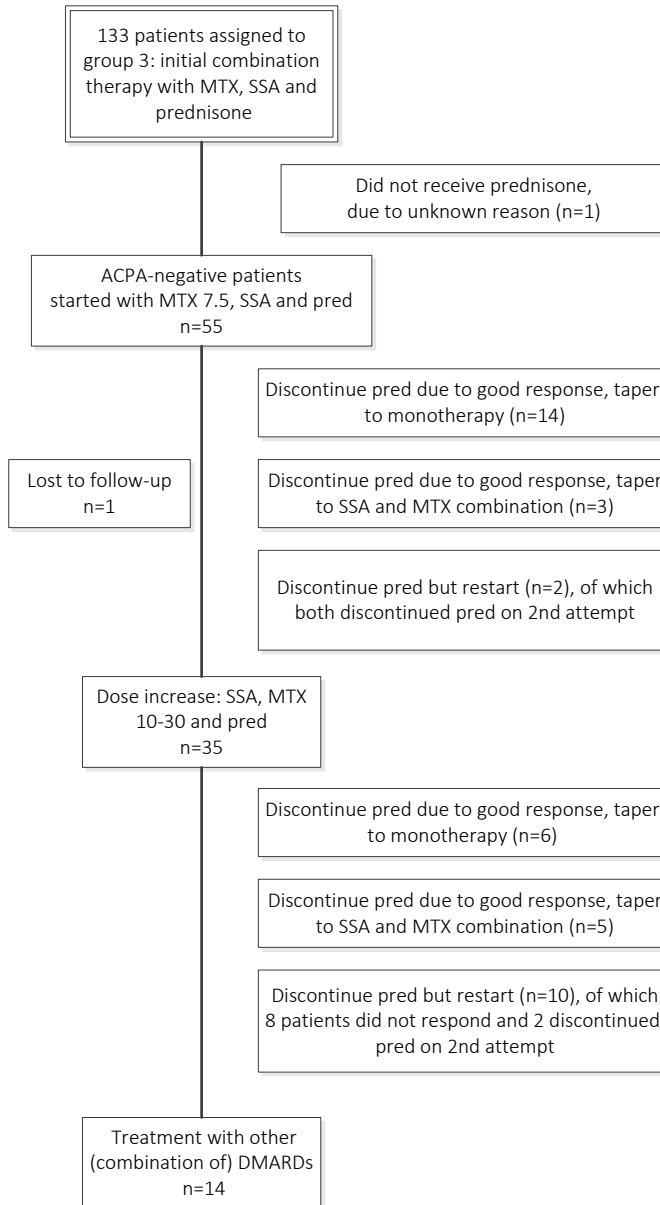 133 patients assigned to
group 3: initial combination
therapy with MTX, SSA and
prednisone
Did not receive prednisone,
due to unknown reason (n=1)
ACPA-negative patients
started with MTX 7.5, SSA and pred
n=55
Discontinue pred due to good response, taper
to monotherapy (n=14)
Lost to follow-up
n=1
Discontinue pred due to good response, taper
to SSA and MTX combination (n=3)
Discontinue pred but restart (n=2), of which
both discontinued pred on 2nd attempt
Dose increase: SSA, MTX
10-30 and pred
n=35
Discontinue pred due to good response, taper
to monotherapy (n=6)
Discontinue pred due to good response, taper
to SSA and MTX combination (n=5)
Discontinue pred but restart (n=10), of which
8 patients did not respond and 2 discontinued
pred on 2nd attempt
Treatment with other
(combination of) DMARDs
n=14